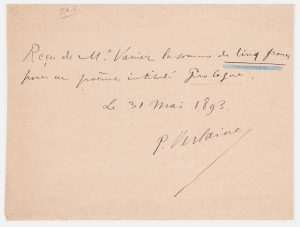 P.A.S.
Reçu de Mr. Vanier la somme de cinq francs
pour un poème intitulé Prologue.
Le 31 Mai 1893.
P. Verlaine